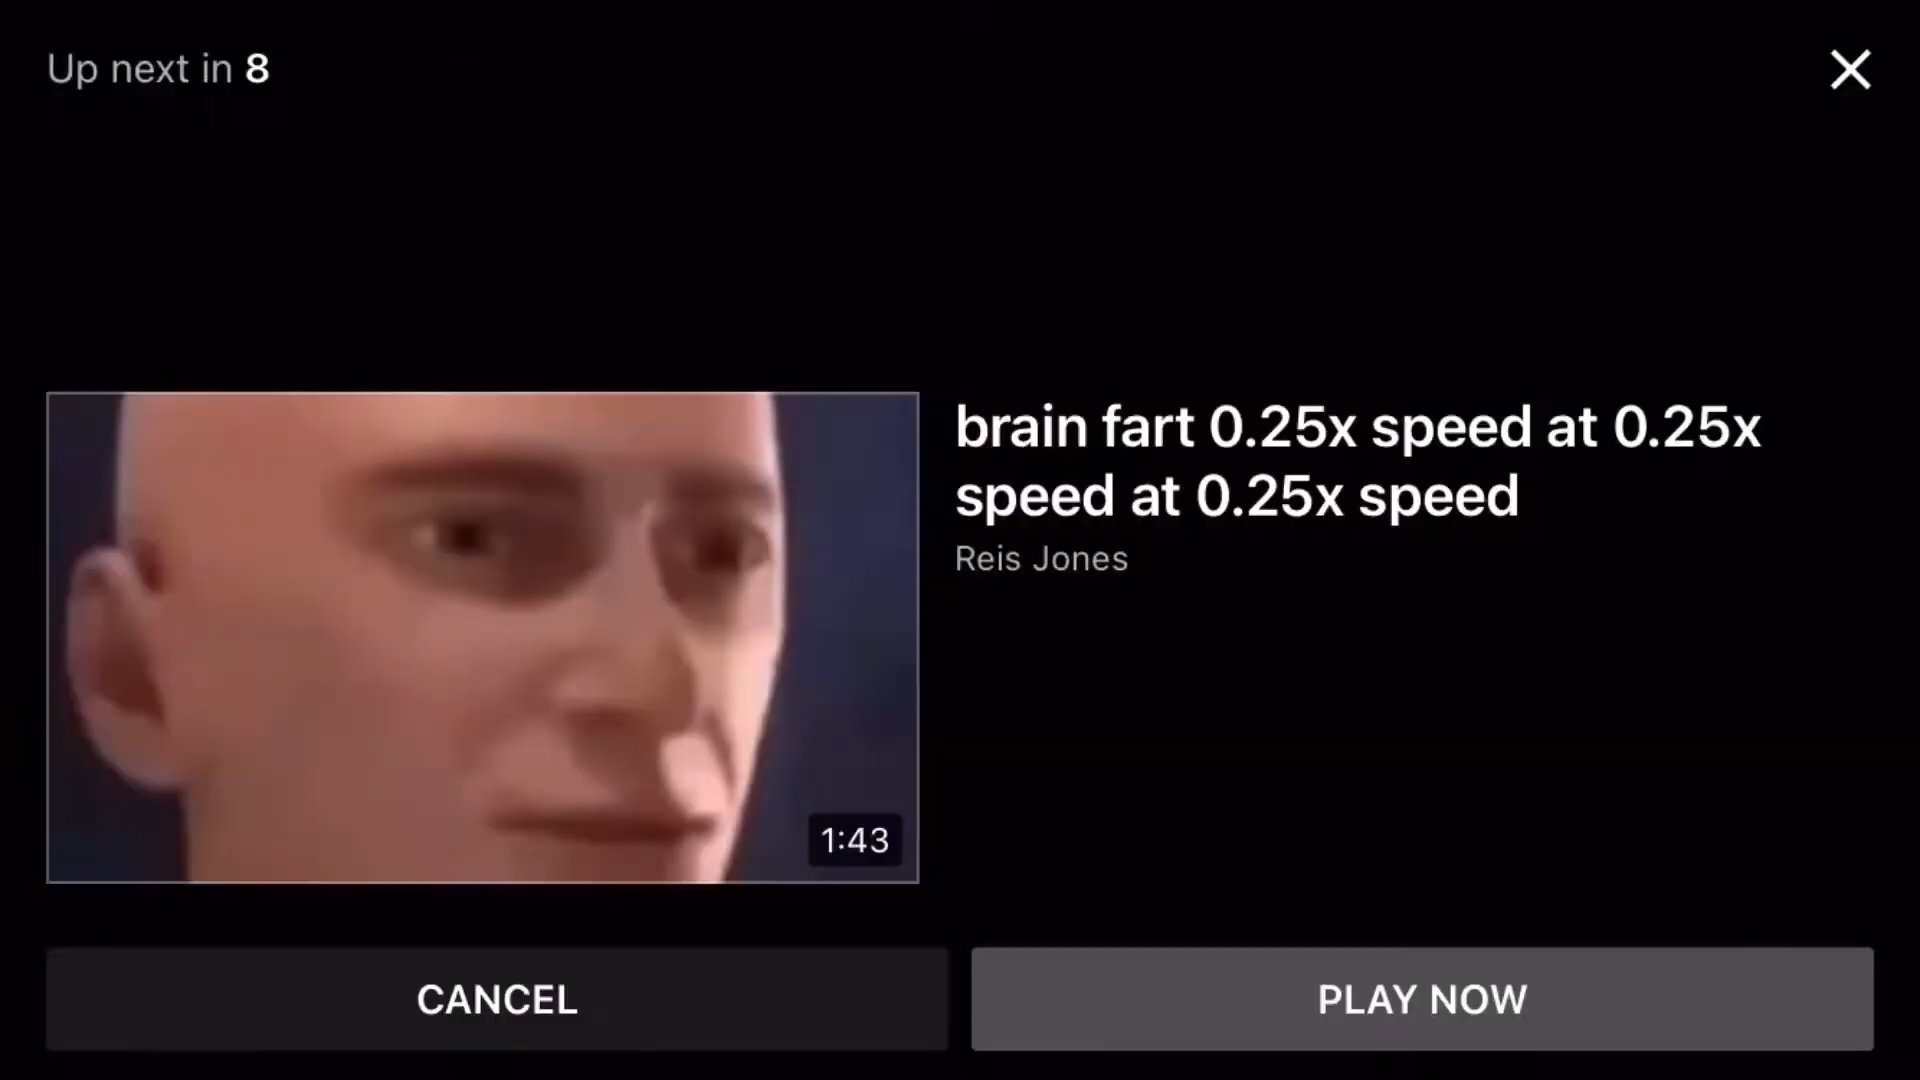 Up next in 8
brain fart 0.25x speed at 0.25x
speed at 0.25x speed
Reis Jones
1:43
CANCEL
PLAY NOW